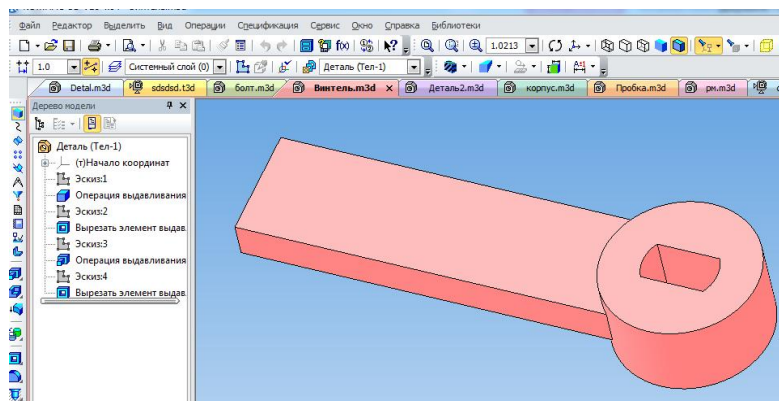 Файл Редактор Выделить Вид Операции Спецификация Сервис Окно Справка Библиотеки
1.0213
1.0 Системный слой (0) Деталь (Тел-1)
Detal.m3d sdsdsd.t3d болт.m3d Винтель.m3d Деталь2.m3d корпус.m3d Пробка.m3d рм.m3d
Дерево модели
Деталь (Тел-1)
(т)Начало координат
Эскиз:1
Операция выдавливания
Эскиз:2
Вырезать элемент выдав
Эскиз:3
Операция выдавливания
Эскиз:4
Вырезать элемент выдав